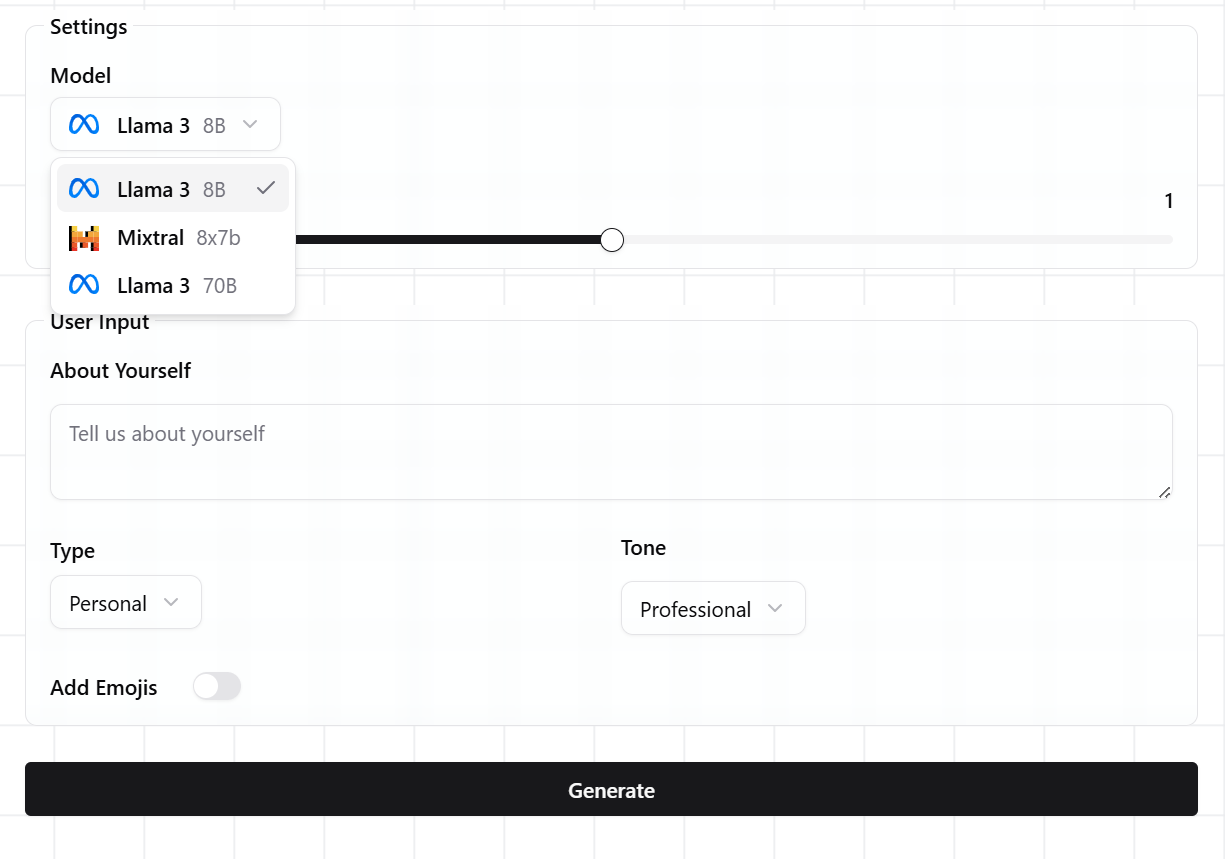 Settings
Model
Llama 3 8B
Llama 3 8B
1
Mixtral 8x7b
Llama 3 70B
User Input
About Yourself
Tell us about yourself
Type
Tone
Personal
Professional
Add Emojis
Generate